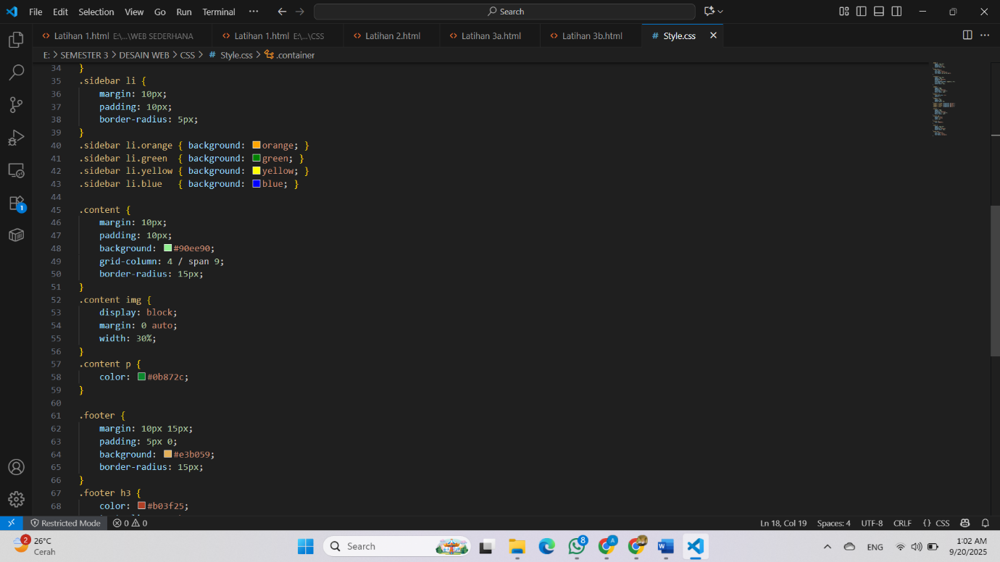 File Edit Selection View Go Run Terminal ··· Search
Latihan 1.html E:\...\WEB SEDERHANA Latihan 1.html E:\...\CSS Latihan 2.html Latihan 3a.html Latihan 3b.html # Style.css
E: > SEMESTER 3 > DESAIN WEB > CSS > # Style.css > .container
34 }
35 .sidebar li {
36     margin: 10px;
37     padding: 10px;
38     border-radius: 5px;
39 }
40 .sidebar li.orange { background: orange; }
41 .sidebar li.green  { background: green; }
42 .sidebar li.yellow { background: yellow; }
43 .sidebar li.blue   { background: blue; }
44
45 .content {
46     margin: 10px;
47     padding: 10px;
48     background: #90ee90;
49     grid-column: 4 / span 9;
50     border-radius: 15px;
51 }
52 .content img {
53     display: block;
54     margin: 0 auto;
55     width: 30%;
56 }
57 .content p {
58     color: #0b872c;
59 }
60
61 .footer {
62     margin: 10px 15px;
63     padding: 5px 0;
64     background: #e3b059;
65     border-radius: 15px;
66 }
67 .footer h3 {
68     color: #b03f25;
1
Restricted Mode 0 0 Ln 18, Col 19 Spaces: 4 UTF-8 CRLF {} CSS
2 26°C Search 8 A ENG 1:02 AM
Cerah 9/20/2025